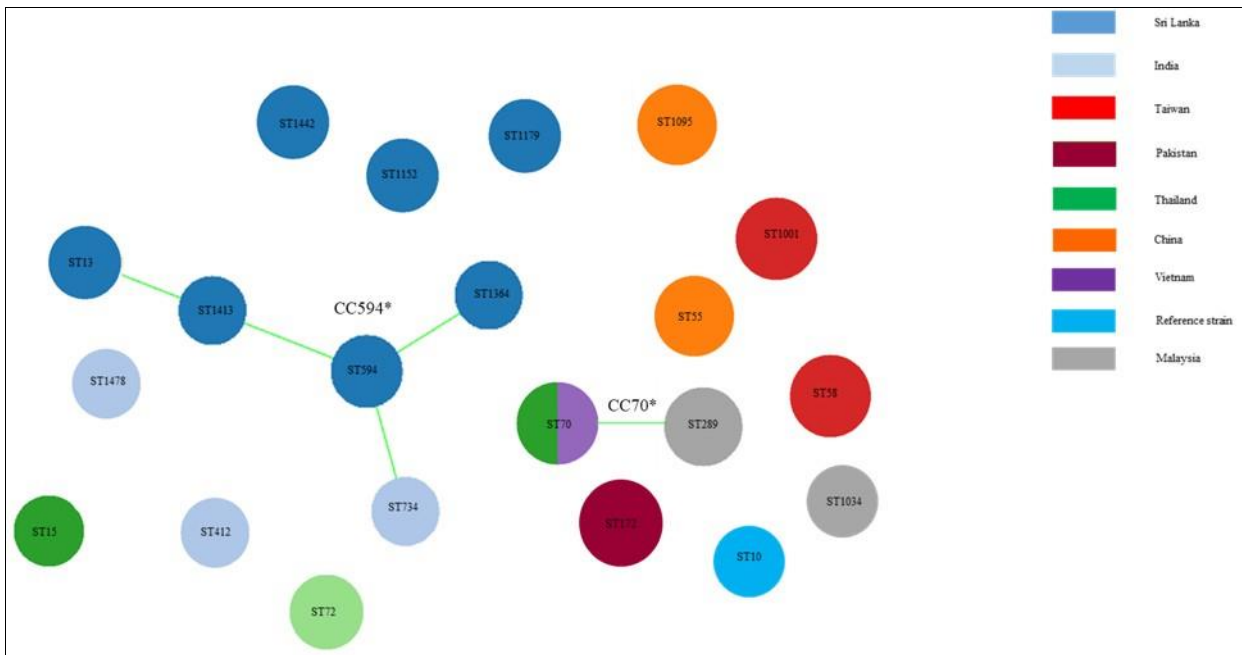 ST1442
ST1152
ST1179
ST1095
ST1001
ST13
ST1413
CC594*
ST1364
ST594
ST55
ST1478
ST70
CC70*
ST289
ST58
ST15
ST412
ST734
ST1034
ST10
ST72
Sri Lanka
India
Taiwan
Pakistan
Thailand
China
Vietnam
Reference strain
Malaysia